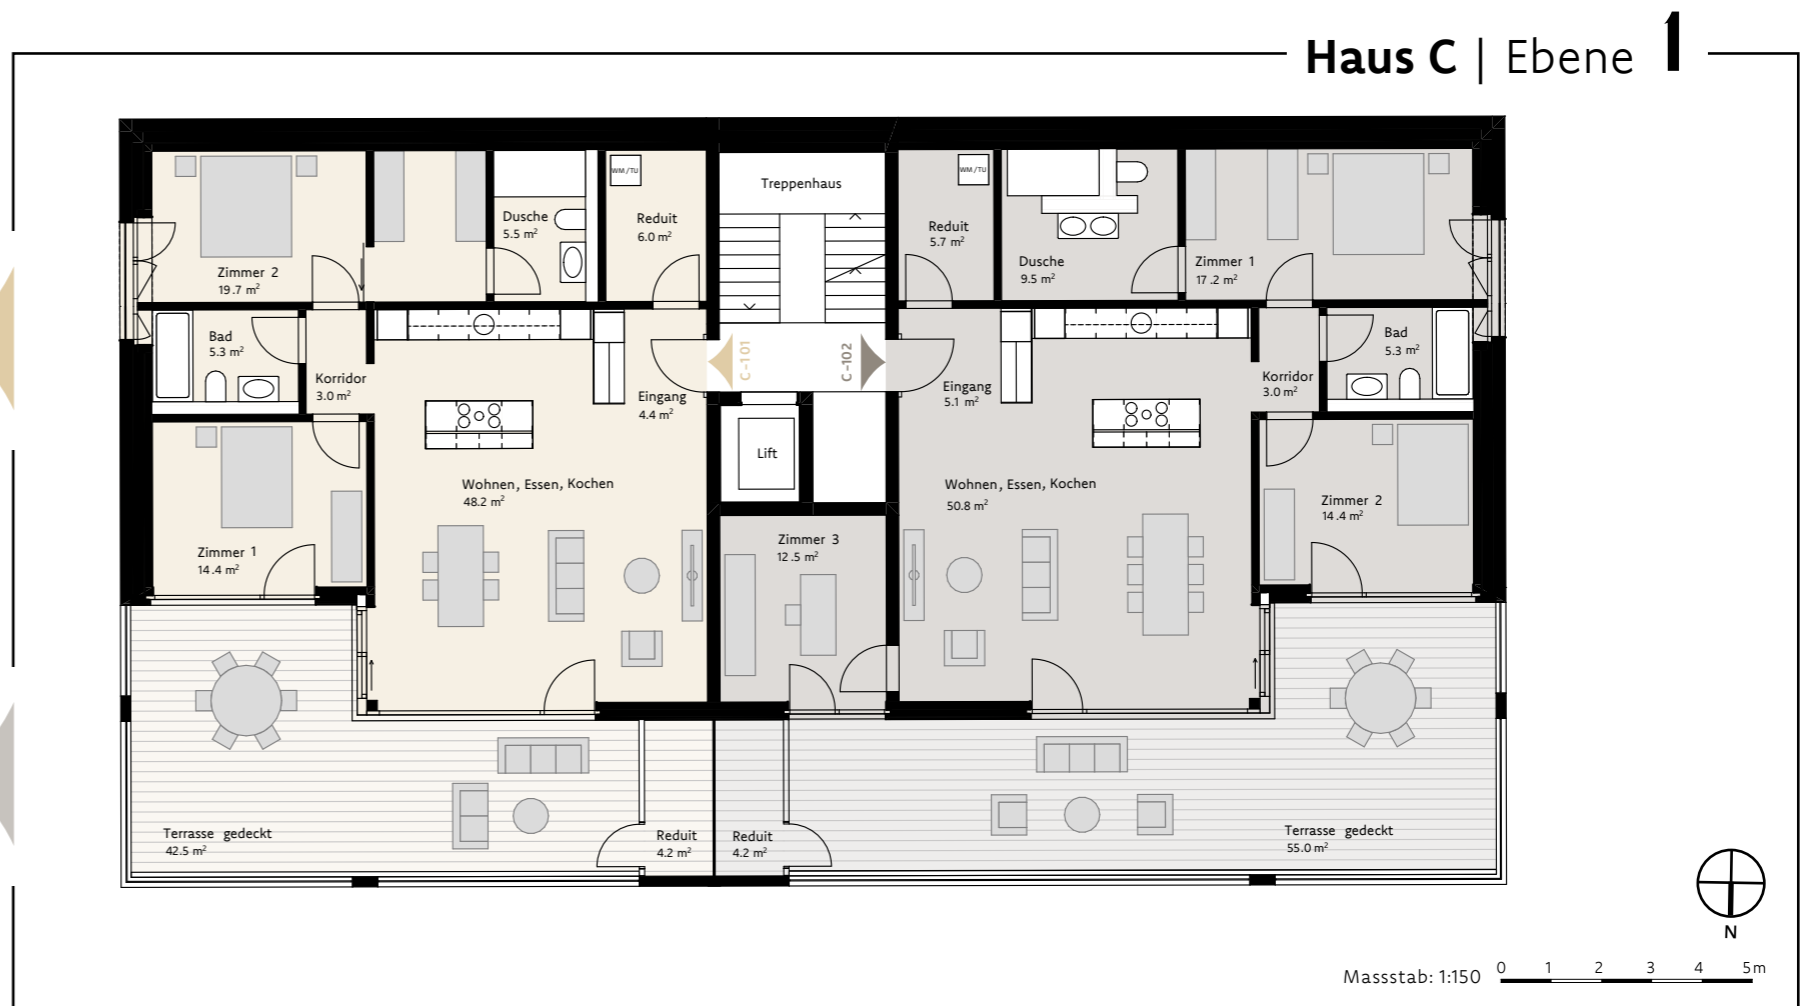 Haus C | Ebene 1
Zimmer 2
19.7 m²
Dusche
5.5 m²
WM/TU
Reduit
6.0 m²
Treppenhaus
WM/TU
Reduit
5.7 m²
Dusche
9.5 m²
Zimmer 1
17.2 m²
Bad
5.3 m²
Korridor
3.0 m²
Eingang
4.4 m²
C-101
C-102
Eingang
5.1 m²
Korridor
3.0 m²
Bad
5.3 m²
Lift
Wohnen, Essen, Kochen
48.2 m²
Wohnen, Essen, Kochen
50.8 m²
Zimmer 1
14.4 m²
Zimmer 3
12.5 m²
Zimmer 2
14.4 m²
Terrasse gedeckt
42.5 m²
Reduit
4.2 m²
Reduit
4.2 m²
Terrasse gedeckt
55.0 m²
N
Massstab: 1:150 0 1 2 3 4 5m